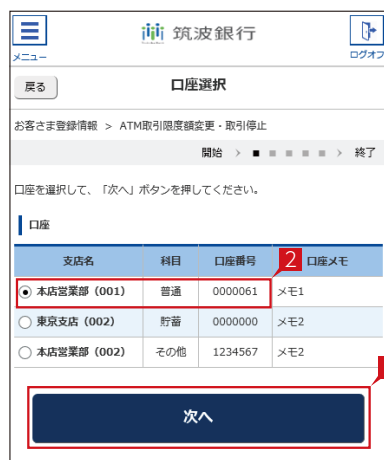 筑波銀行
メニュー
ログオフ
戻る
口座選択
お客さま登録情報 > ATM取引限度額変更・取引停止
開始 > ■ ■ ■ ■ ■ > 終了
口座を選択して、「次へ」ボタンを押してください。
口座
支店名 科目 口座番号 2 口座メモ
本店営業部（001） 普通 0000061 メモ1
東京支店（002） 貯蓄 0000000 メモ2
本店営業部（002） その他 1234567 メモ2
次へ